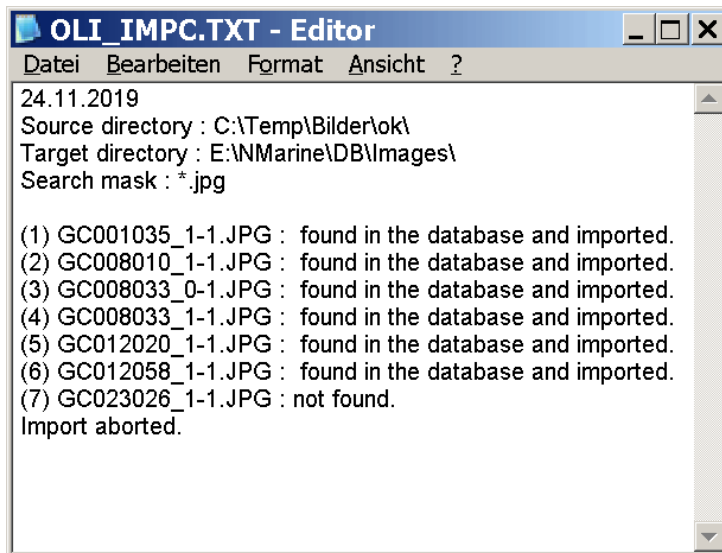 OLI_IMPC.TXT - Editor
Datei Bearbeiten Format Ansicht ?
24.11.2019
Source directory : C:\Temp\Bilder\ok\
Target directory : E:\NMarine\DB\Images\
Search mask : *.jpg
(1) GC001035_1-1.JPG :  found in the database and imported.
(2) GC008010_1-1.JPG :  found in the database and imported.
(3) GC008033_0-1.JPG :  found in the database and imported.
(4) GC008033_1-1.JPG :  found in the database and imported.
(5) GC012020_1-1.JPG :  found in the database and imported.
(6) GC012058_1-1.JPG :  found in the database and imported.
(7) GC023026_1-1.JPG : not found.
Import aborted.